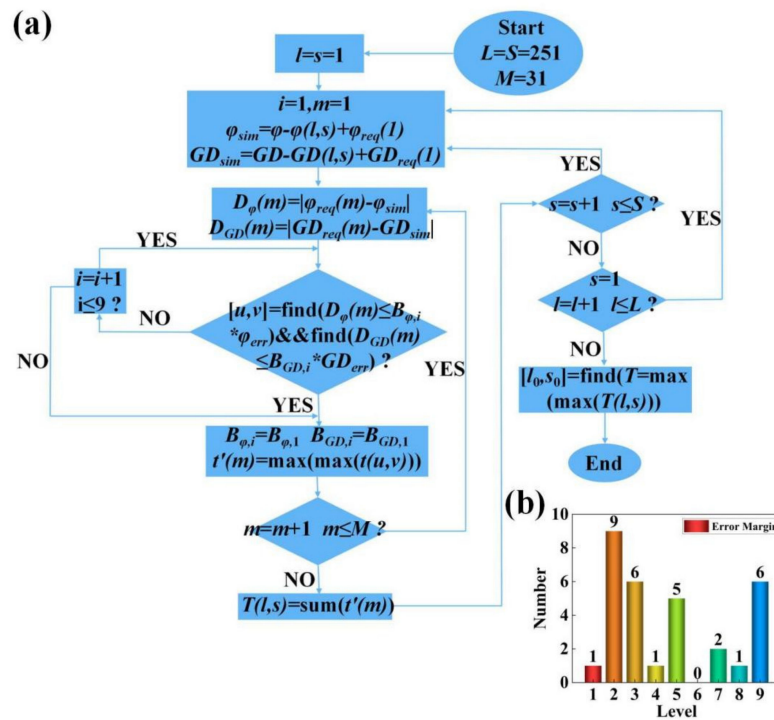 (a)
Start
L=S=251
M=31
l=s=1
i=1,m=1
φsim=φ-φ(l,s)+φreq(1)
GDsim=GD-GD(l,s)+GDreq(1)
Dφ(m)=|φreq(m)-φsim|
DGD(m)=|GDreq(m)-GDsim|
YES
i=i+1
i≤9 ?
NO
NO
[u,v]=find(Dφ(m)≤Bφ,i
*φerr)&&find(DGD(m)
≤BGD,i*GDerr) ?
YES
YES
Bφ,i=Bφ,1 BGD,i=BGD,1
t'(m)=max(max(t(u,v)))
m=m+1 m≤M ?
NO
T(l,s)=sum(t'(m))
YES
s=s+1 s≤S ?
YES
NO
s=1
l=l+1 l≤L ?
NO
[l0,s0]=find(T=max
(max(T(l,s)))
End
(b)
Error Margin
Number
10
8
6
4
2
0
1
9
6
1
5
0
2
1
6
1 2 3 4 5 6 7 8 9
Level